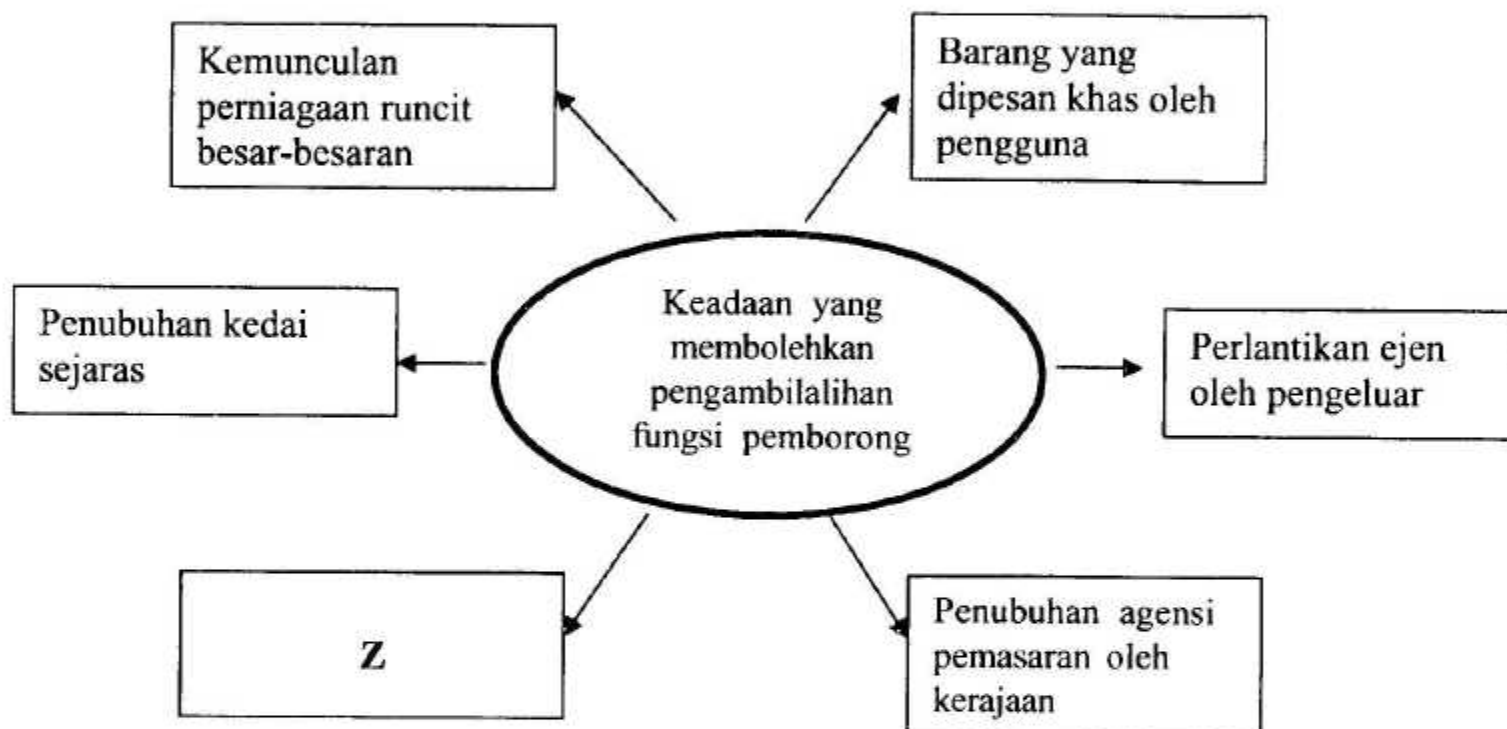 Kemunculan
perniagaan runcit
besar-besaran
Barang yang
dipesan khas oleh
pengguna
Penubuhan kedai
sejaras
Keadaan yang
membolehkan
pengambilalihan
fungsi pemborong
Perlantikan ejen
oleh pengeluar
Z
Penubuhan agensi
pemasaran oleh
kerajaan